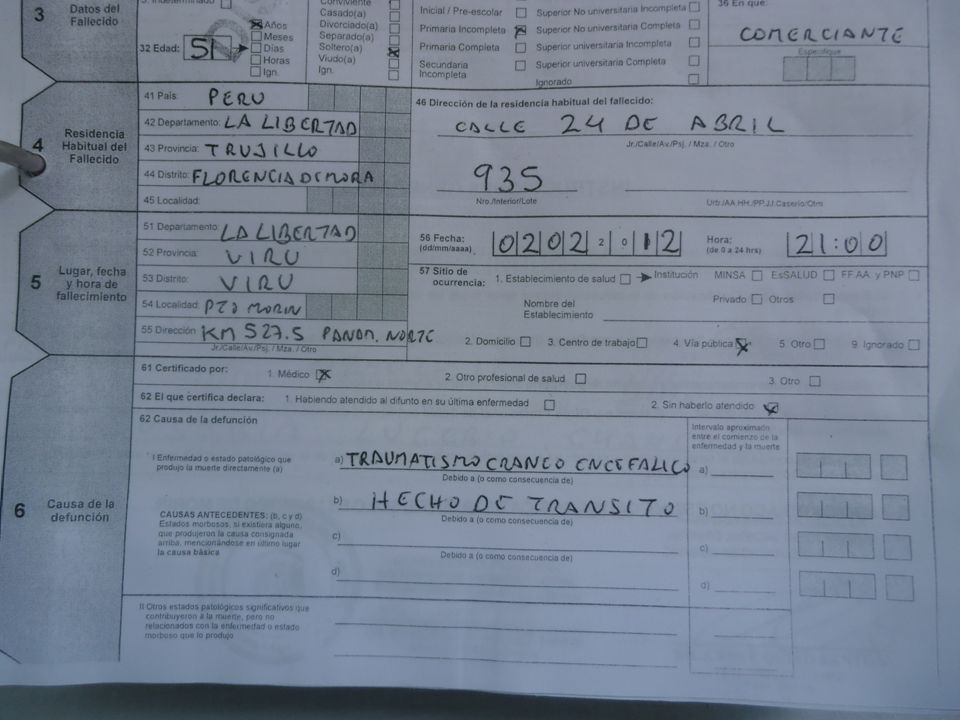 3 Datos del Fallecido
32 Edad: 51
Años
Meses
Días
Horas
Ign.
Conviviente
Casado(a)
Divorciado(a)
Separado(a)
Soltero(a)
Viudo(a)
Ign.
Inicial / Pre-escolar
Primaria Incompleta
Primaria Completa
Secundaria Incompleta
Superior No universitaria Incompleta
Superior No universitaria Completa
Superior universitaria Incompleta
Superior universitaria Completa
Ignorado
36 En que
COMERCIANTE
Especifique
4 Residencia Habitual del Fallecido
41 País: PERU
42 Departamento: LA LIBERTAD
43 Provincia: TRUJILLO
44 Distrito: FLORENCIA DE MORA
45 Localidad:
46 Dirección de la residencia habitual del fallecido:
CALLE 24 DE ABRIL
Jr./Calle/Av./Psj. / Mza. / Otro
935
Nro./Interior/Lote
Urb./AA.HH./PP.JJ.Caserío/Otro
5 Lugar, fecha y hora de fallecimiento
51 Departamento: LA LIBERTAD
52 Provincia: VIRU
53 Distrito: VIRU
54 Localidad: PTO MORIN
55 Dirección KM 527.5 PANAM. NORTE
Jr./Calle/Av./Psj. / Mza. / Otro
56 Fecha: 02 02 2012
(dd/mm/aaaa)
Hora: 21:00
(de 0 a 24 hrs)
57 Sitio de ocurrencia:
1. Establecimiento de salud
Institución MINSA EsSALUD FF.AA. y PNP
Privado Otros
Nombre del Establecimiento
2. Domicilio 3. Centro de trabajo 4. Vía pública 5. Otro 9. Ignorado
6 Causa de la defunción
61 Certificado por: 1. Médico 2. Otro profesional de salud 3. Otro
62 El que certifica declara: 1. Habiendo atendido al difunto en su última enfermedad 2. Sin haberlo atendido
62 Causa de la defunción
Intervalo aproximado entre el comienzo de la enfermedad y la muerte
I Enfermedad o estado patológico que produjo la muerte directamente (a)
a) TRAUMATISMO CRANEO ENCEFALICO a)
Debido a (o como consecuencia de)
b) HECHO DE TRANSITO b)
Debido a (o como consecuencia de)
CAUSAS ANTECEDENTES: (b, c y d)
Estados morbosos, si existiera alguno, que produjeron la causa consignada arriba, mencionándose en último lugar la causa básica
c) c)
Debido a (o como consecuencia de)
d) d)
II Otros estados patológicos significativos que contribuyeron a la muerte, pero no relacionados con la enfermedad o estado morboso que lo produjo